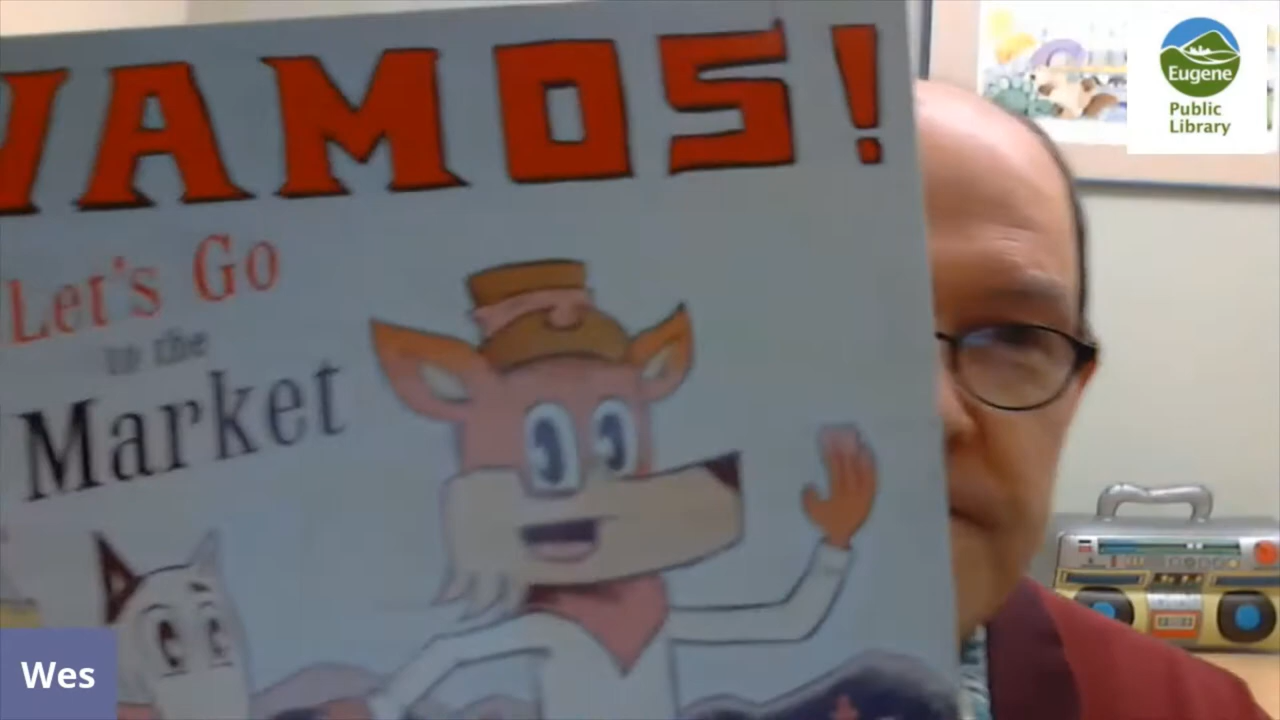 VAMOS!
Let's Go
to the
Market
Eugene
Public
Library
Wes